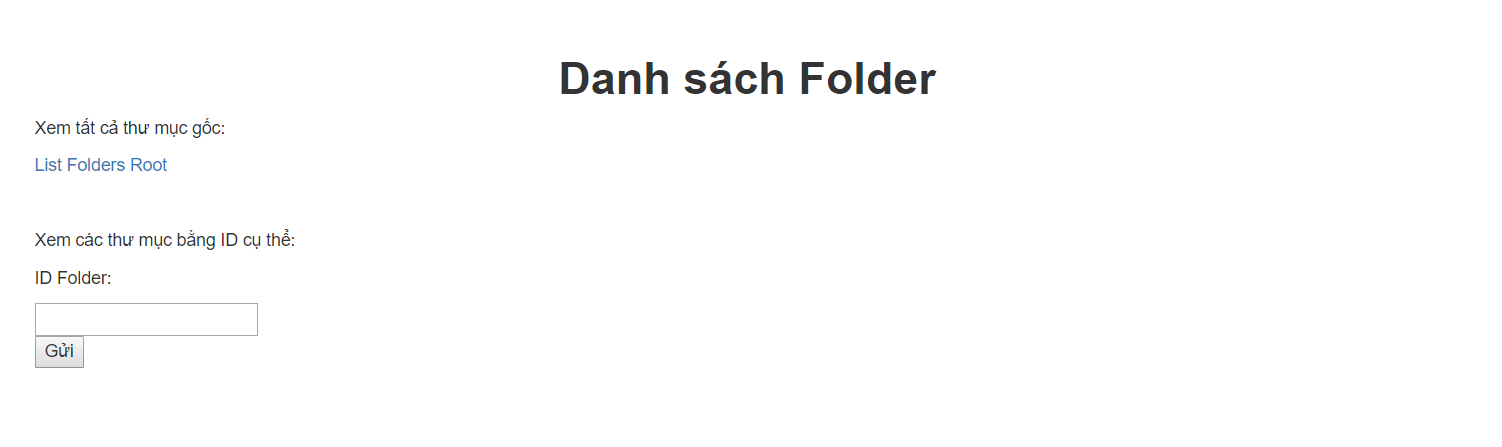 Danh sách Folder
Xem tất cả thư mục gốc:
List Folders Root
Xem các thư mục bằng ID cụ thể:
ID Folder:
Gửi